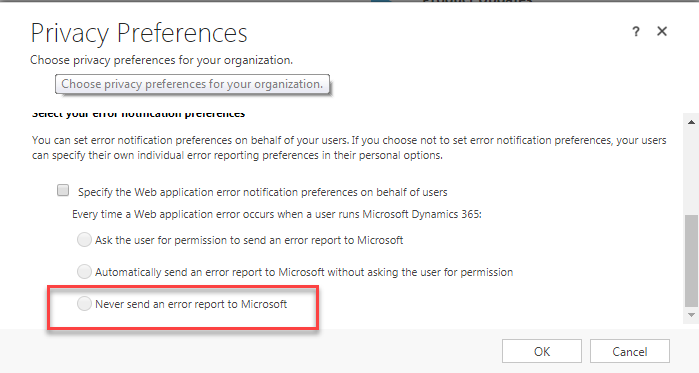 Product Updates
Privacy Preferences
? ×
Choose privacy preferences for your organization.
Choose privacy preferences for your organization.
Select your error notification preferences
You can set error notification preferences on behalf of your users. If you choose not to set error notification preferences, your users
can specify their own individual error reporting preferences in their personal options.
Specify the Web application error notification preferences on behalf of users
Every time a Web application error occurs when a user runs Microsoft Dynamics 365:
Ask the user for permission to send an error report to Microsoft
Automatically send an error report to Microsoft without asking the user for permission
Never send an error report to Microsoft
OK Cancel